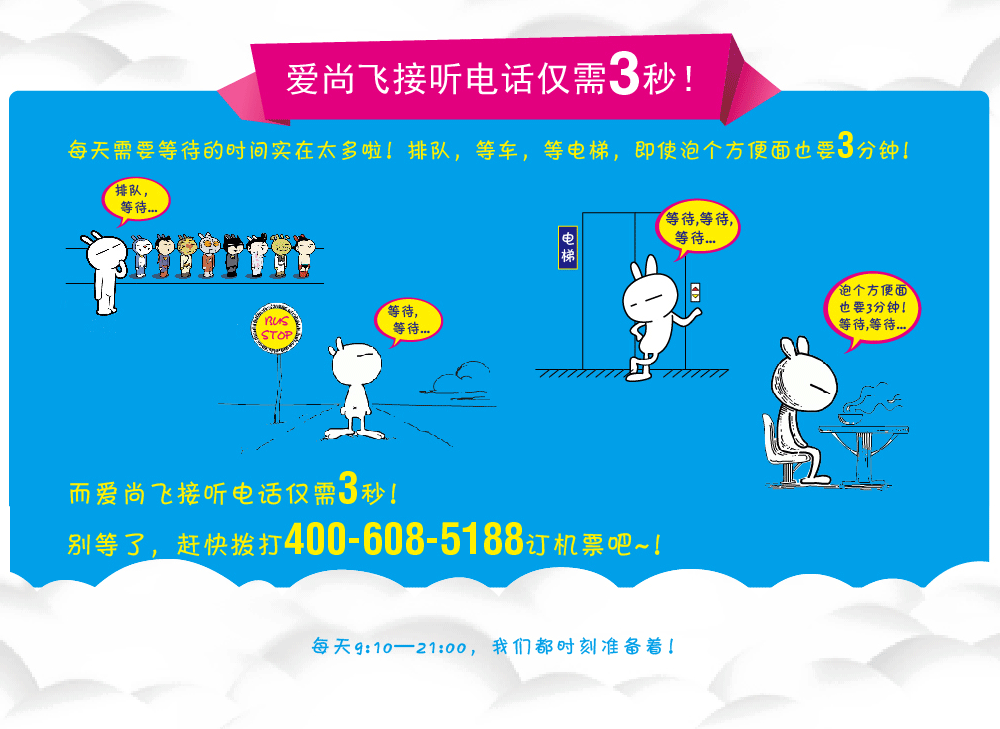 爱尚飞接听电话仅需3秒！
每天需要等待的时间实在太多啦！排队，等车，等电梯，即使泡个方便面也要3分钟！
排队，
等待...
等待,等待,
等待...
电
梯
泡个方便面
也要3分钟！
等待,等待...
BUS
STOP
等待，
等待...
而爱尚飞接听电话仅需3秒！
别等了，赶快拨打400-608-5188订机票吧~！
每天9:10—21:00，我们都时刻准备着！